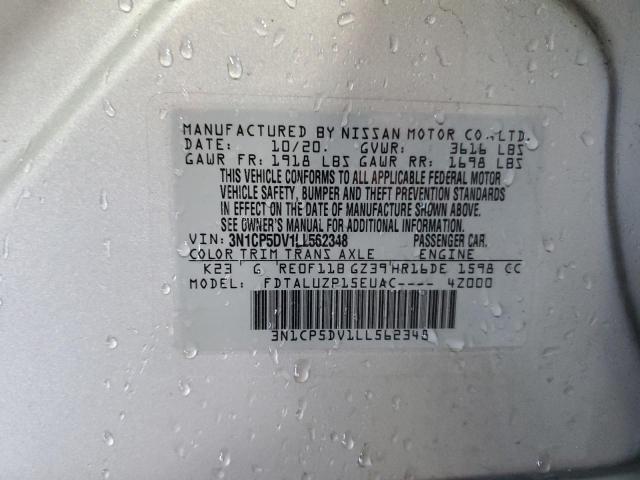 MANUFACTURED BY NISSAN MOTOR CO.,LTD.
DATE: 10/20. GVWR: 3616 LBS
GAWR FR: 1918 LBS GAWR RR: 1698 LBS
THIS VEHICLE CONFORMS TO ALL APPLICABLE FEDERAL MOTOR
VEHICLE SAFETY, BUMPER AND THEFT PREVENTION STANDARDS
IN EFFECT ON THE DATE OF MANUFACTURE SHOWN ABOVE.
SEE OWNER'S MANUAL FOR ADDITIONAL INFORMATION.
VIN: 3N1CP5DV1LL562348 PASSENGER CAR.
COLOR TRIM TRANS AXLE ENGINE
K23 G RE0F11B GZ39 HR16DE 1598 CC
MODEL: FDTALUZP15EUAC---- 4Z000
3N1CP5DV1LL562348